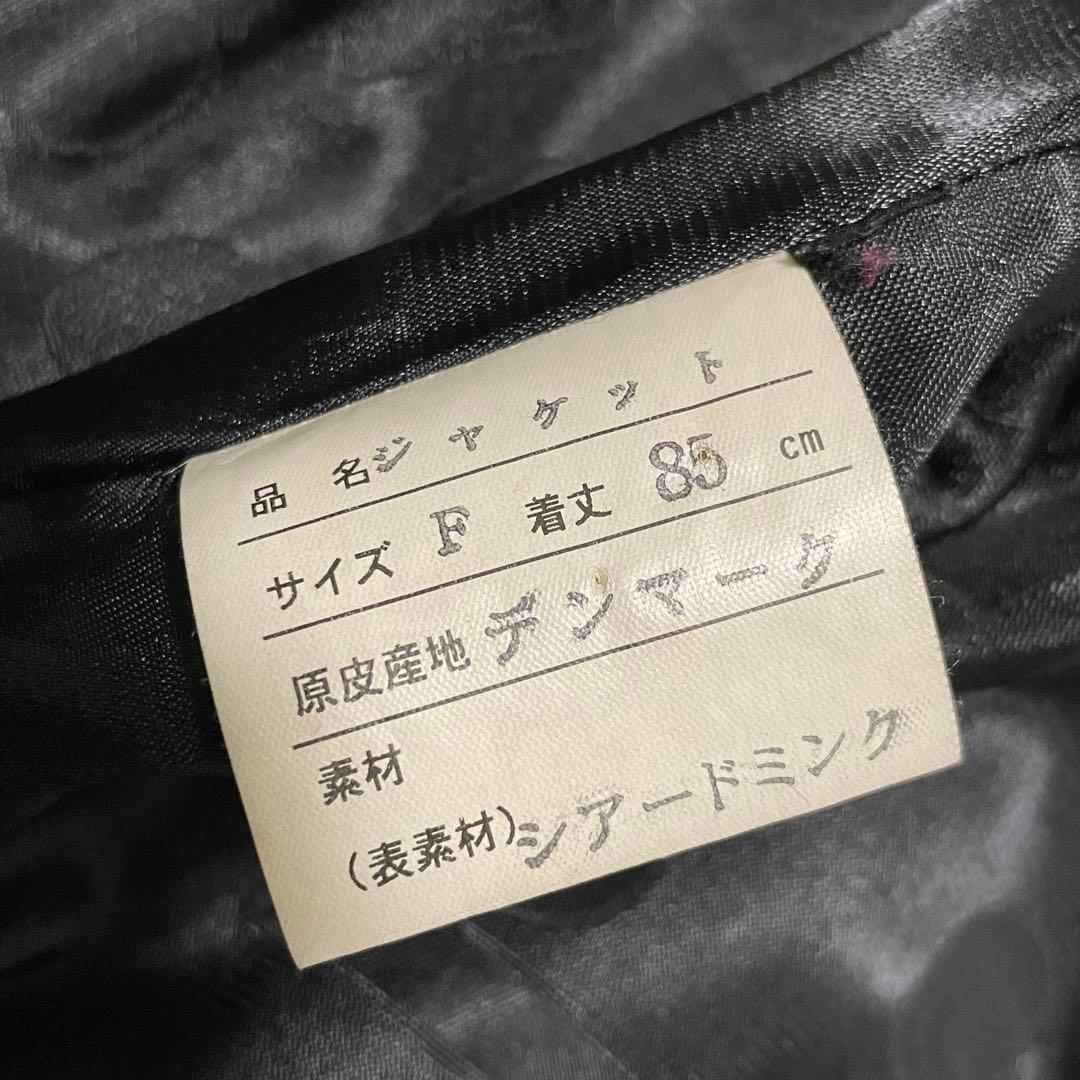 品 名 ジャケット
サイズ F 着丈 85 cm
原皮産地 デンマーク
素材
(表素材) シアードミンク